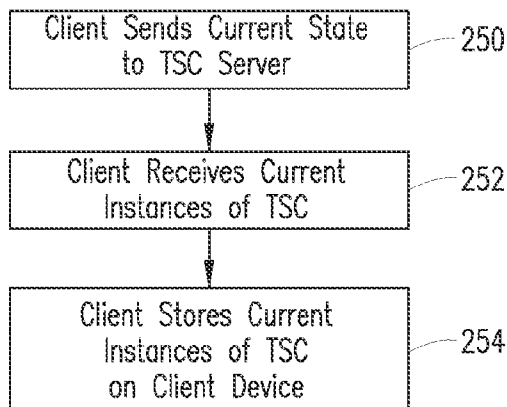 Client Sends Current State
to TSC Server
250
Client Receives Current
Instances of TSC
252
Client Stores Current
Instances of TSC
on Client Device
254